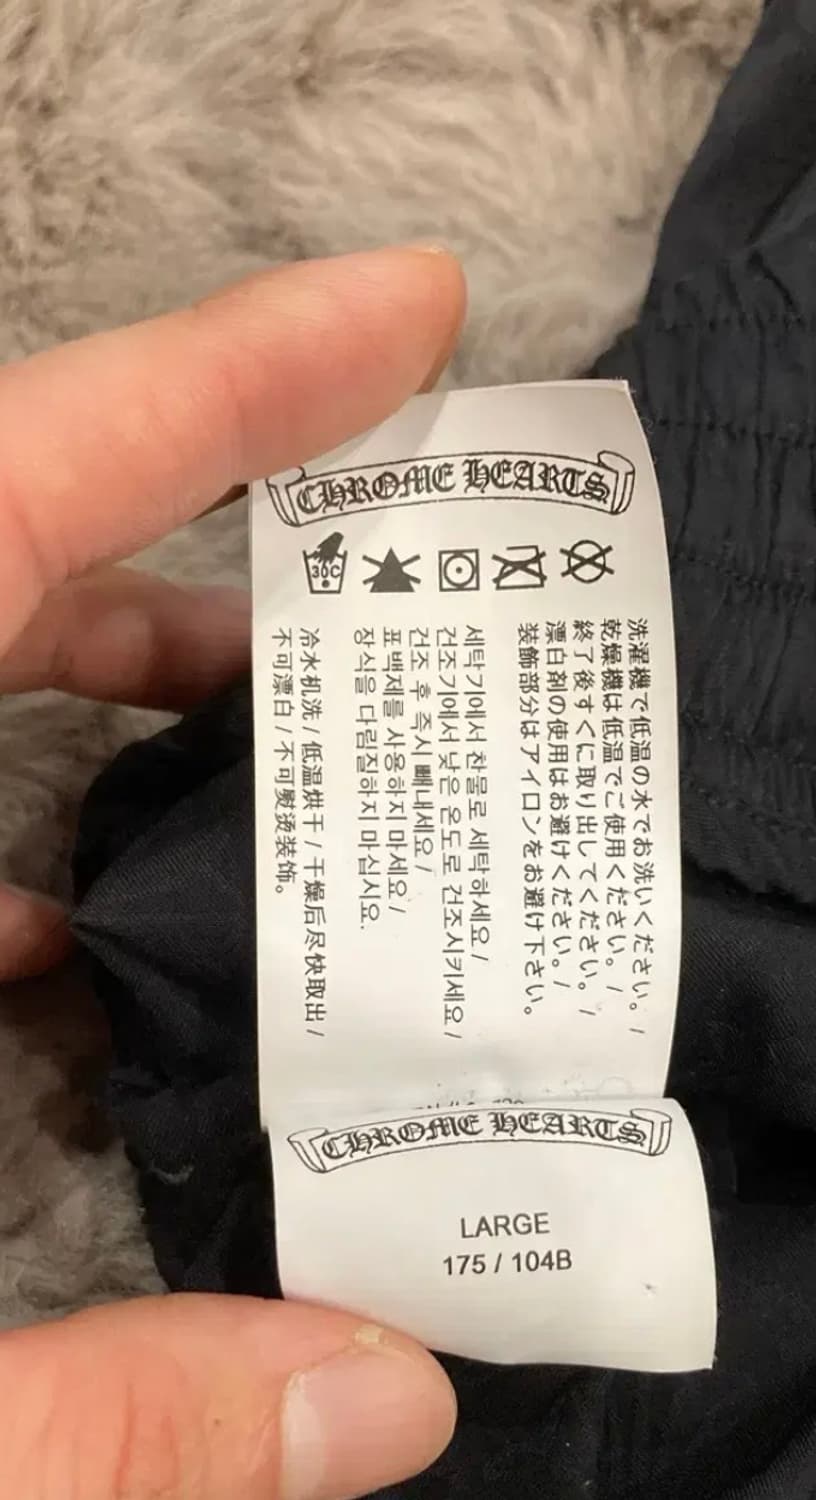 CHROME HEARTS
30C
洗濯機で低温の水でお洗いください。/
乾燥機は低温でご使用ください。/
終了後すぐに取り出してください。/
漂白剤の使用はお避けください。/
装飾部分はアイロンをお避け下さい。
세탁기에서 찬물로 세탁하세요/
건조기에서 낮은 온도로 건조시키세요/
건조 후 즉시 빼내세요/
표백제를 사용하지 마세요/
장식을 다림질하지 마십시요.
冷水机洗/低温烘干/干燥后尽快取出/
不可漂白/不可熨烫装饰。
CHROME HEARTS
LARGE
175 / 104B